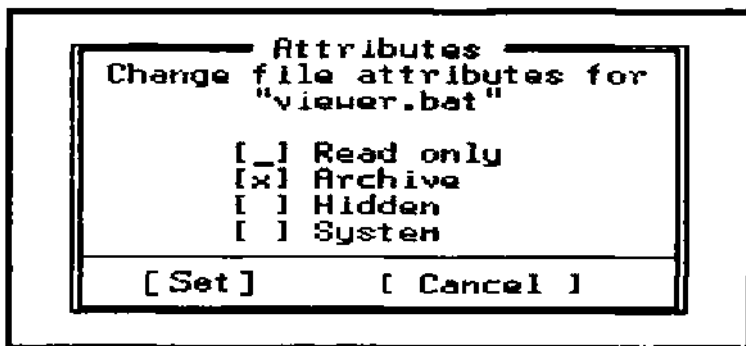 Attributes
Change file attributes for
"viewer.bat"
[_] Read only
[x] Archive
[ ] Hidden
[ ] System
[Set] [ Cancel ]